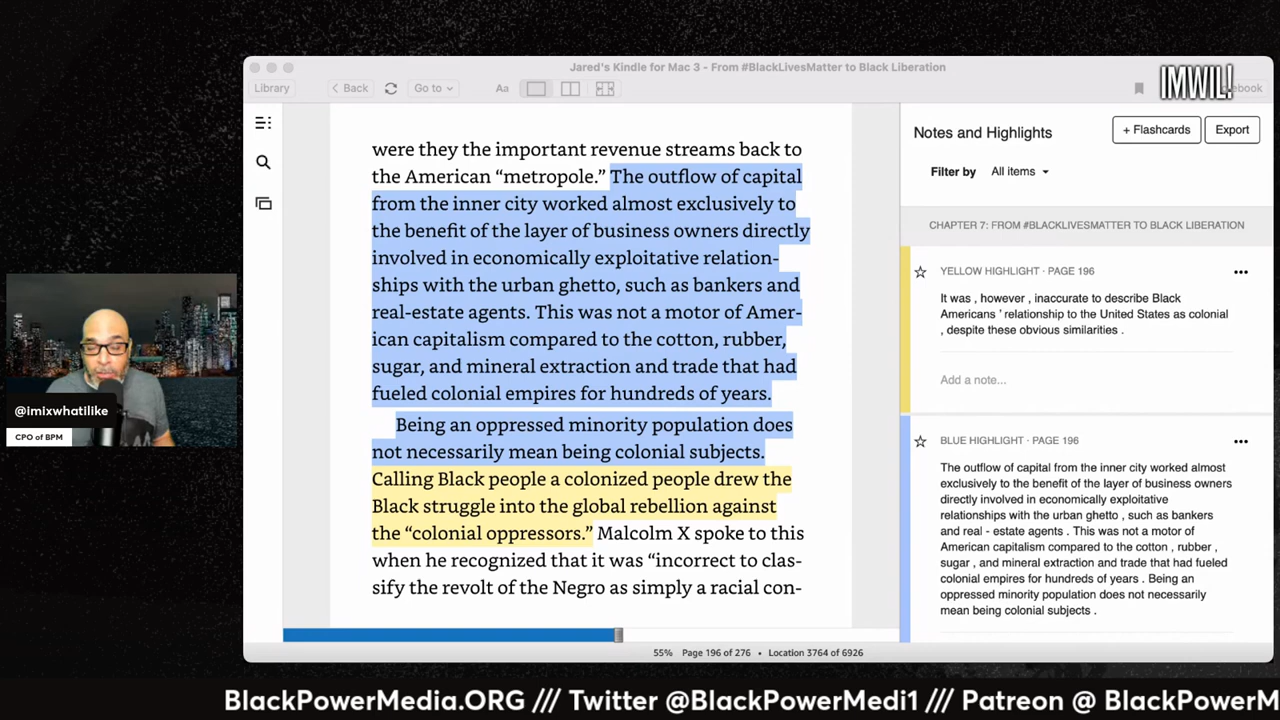 Jared's Kindle for Mac 3 - From #BlackLivesMatter to Black Liberation
IMWIL!
Library
Back
Go to
Aa
Notes and Highlights
+ Flashcards
Export
Filter by
All items
were they the important revenue streams back to
the American “metropole.” The outflow of capital
from the inner city worked almost exclusively to
the benefit of the layer of business owners directly
involved in economically exploitative relation-
ships with the urban ghetto, such as bankers and
real-estate agents. This was not a motor of Amer-
ican capitalism compared to the cotton, rubber,
sugar, and mineral extraction and trade that had
fueled colonial empires for hundreds of years.
Being an oppressed minority population does
not necessarily mean being colonial subjects.
Calling Black people a colonized people drew the
Black struggle into the global rebellion against
the “colonial oppressors.” Malcolm X spoke to this
when he recognized that it was “incorrect to clas-
sify the revolt of the Negro as simply a racial con-
CHAPTER 7: FROM #BLACKLIVESMATTER TO BLACK LIBERATION
YELLOW HIGHLIGHT · PAGE 196
It was , however , inaccurate to describe Black
Americans ’ relationship to the United States as colonial
, despite these obvious similarities .
Add a note...
BLUE HIGHLIGHT · PAGE 196
The outflow of capital from the inner city worked almost
exclusively to the benefit of the layer of business owners
directly involved in economically exploitative
relationships with the urban ghetto , such as bankers
and real - estate agents . This was not a motor of
American capitalism compared to the cotton , rubber ,
sugar , and mineral extraction and trade that had fueled
colonial empires for hundreds of years . Being an
oppressed minority population does not necessarily
mean being colonial subjects .
55% Page 196 of 276 • Location 3764 of 6926
@imixwhatilike
CPO of BPM
BlackPowerMedia.ORG /// Twitter @BlackPowerMedi1 /// Patreon @ BlackPowerM